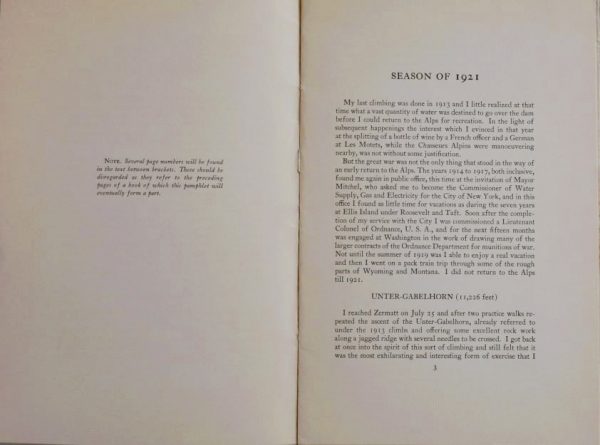 NOTE. Several page numbers will be found
in the text between brackets. These should be
disregarded as they refer to the preceding
pages of a book of which this pamphlet will
eventually form a part.
SEASON OF 1921
My last climbing was done in 1913 and I little realized at that
time what a vast quantity of water was destined to go over the dam
before I could return to the Alps for recreation. In the light of
subsequent happenings the interest which I evinced in that year
at the splitting of a bottle of wine by a French officer and a German
at Les Motets, while the Chasseurs Alpins were manoeuvering
nearby, was not without some justification.
But the great war was not the only thing that stood in the way of
an early return to the Alps. The years 1914 to 1917, both inclusive,
found me again in public office, this time at the invitation of Mayor
Mitchel, who asked me to become the Commissioner of Water
Supply, Gas and Electricity for the City of New York, and in this
office I found as little time for vacations as during the seven years
at Ellis Island under Roosevelt and Taft. Soon after the comple-
tion of my service with the City I was commissioned a Lieutenant
Colonel of Ordnance, U. S. A., and for the next fifteen months
was engaged at Washington in the work of drawing many of the
larger contracts of the Ordnance Department for munitions of war.
Not until the summer of 1919 was I able to enjoy a real vacation
and then I went on a pack train trip through some of the rough
parts of Wyoming and Montana. I did not return to the Alps
till 1921.
UNTER-GABELHORN (11,226 feet)
I reached Zermatt on July 25 and after two practice walks re-
peated the ascent of the Unter-Gabelhorn, already referred to
under the 1913 climbs and offering some excellent rock work
along a jagged ridge with several needles to be crossed. I got back
at once into the spirit of this sort of climbing and still felt that it
was the most exhilarating and interesting form of exercise that I
3